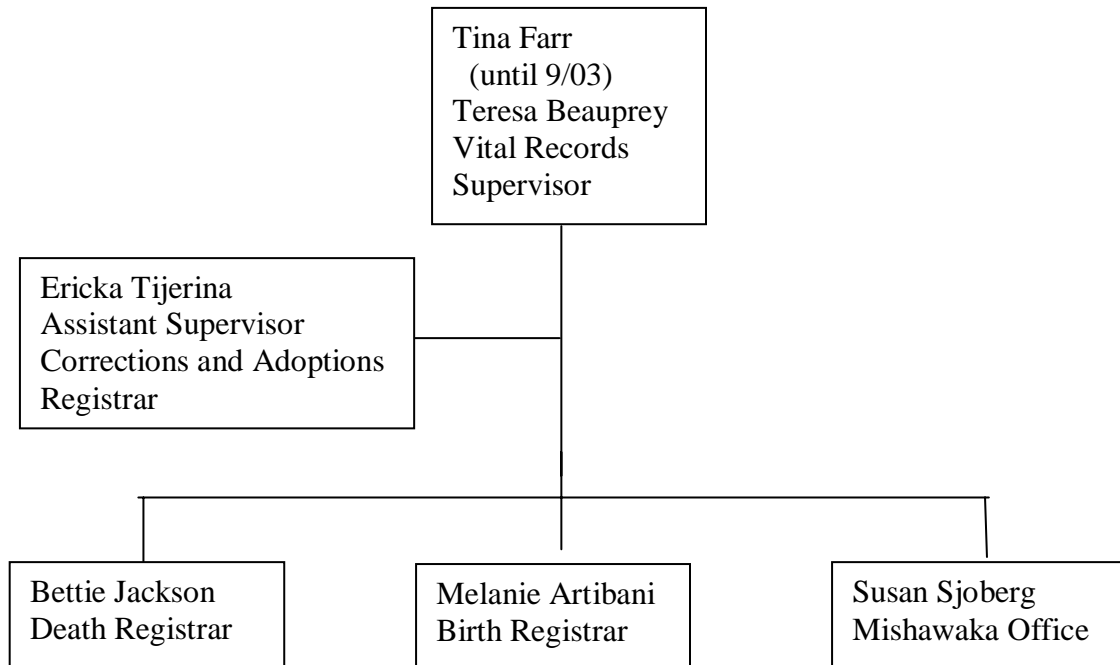 Tina Farr
(until 9/03)
Teresa Beauprey
Vital Records
Supervisor
Ericka Tijerina
Assistant Supervisor
Corrections and Adoptions
Registrar
Bettie Jackson
Death Registrar
Melanie Artibani
Birth Registrar
Susan Sjoberg
Mishawaka Office